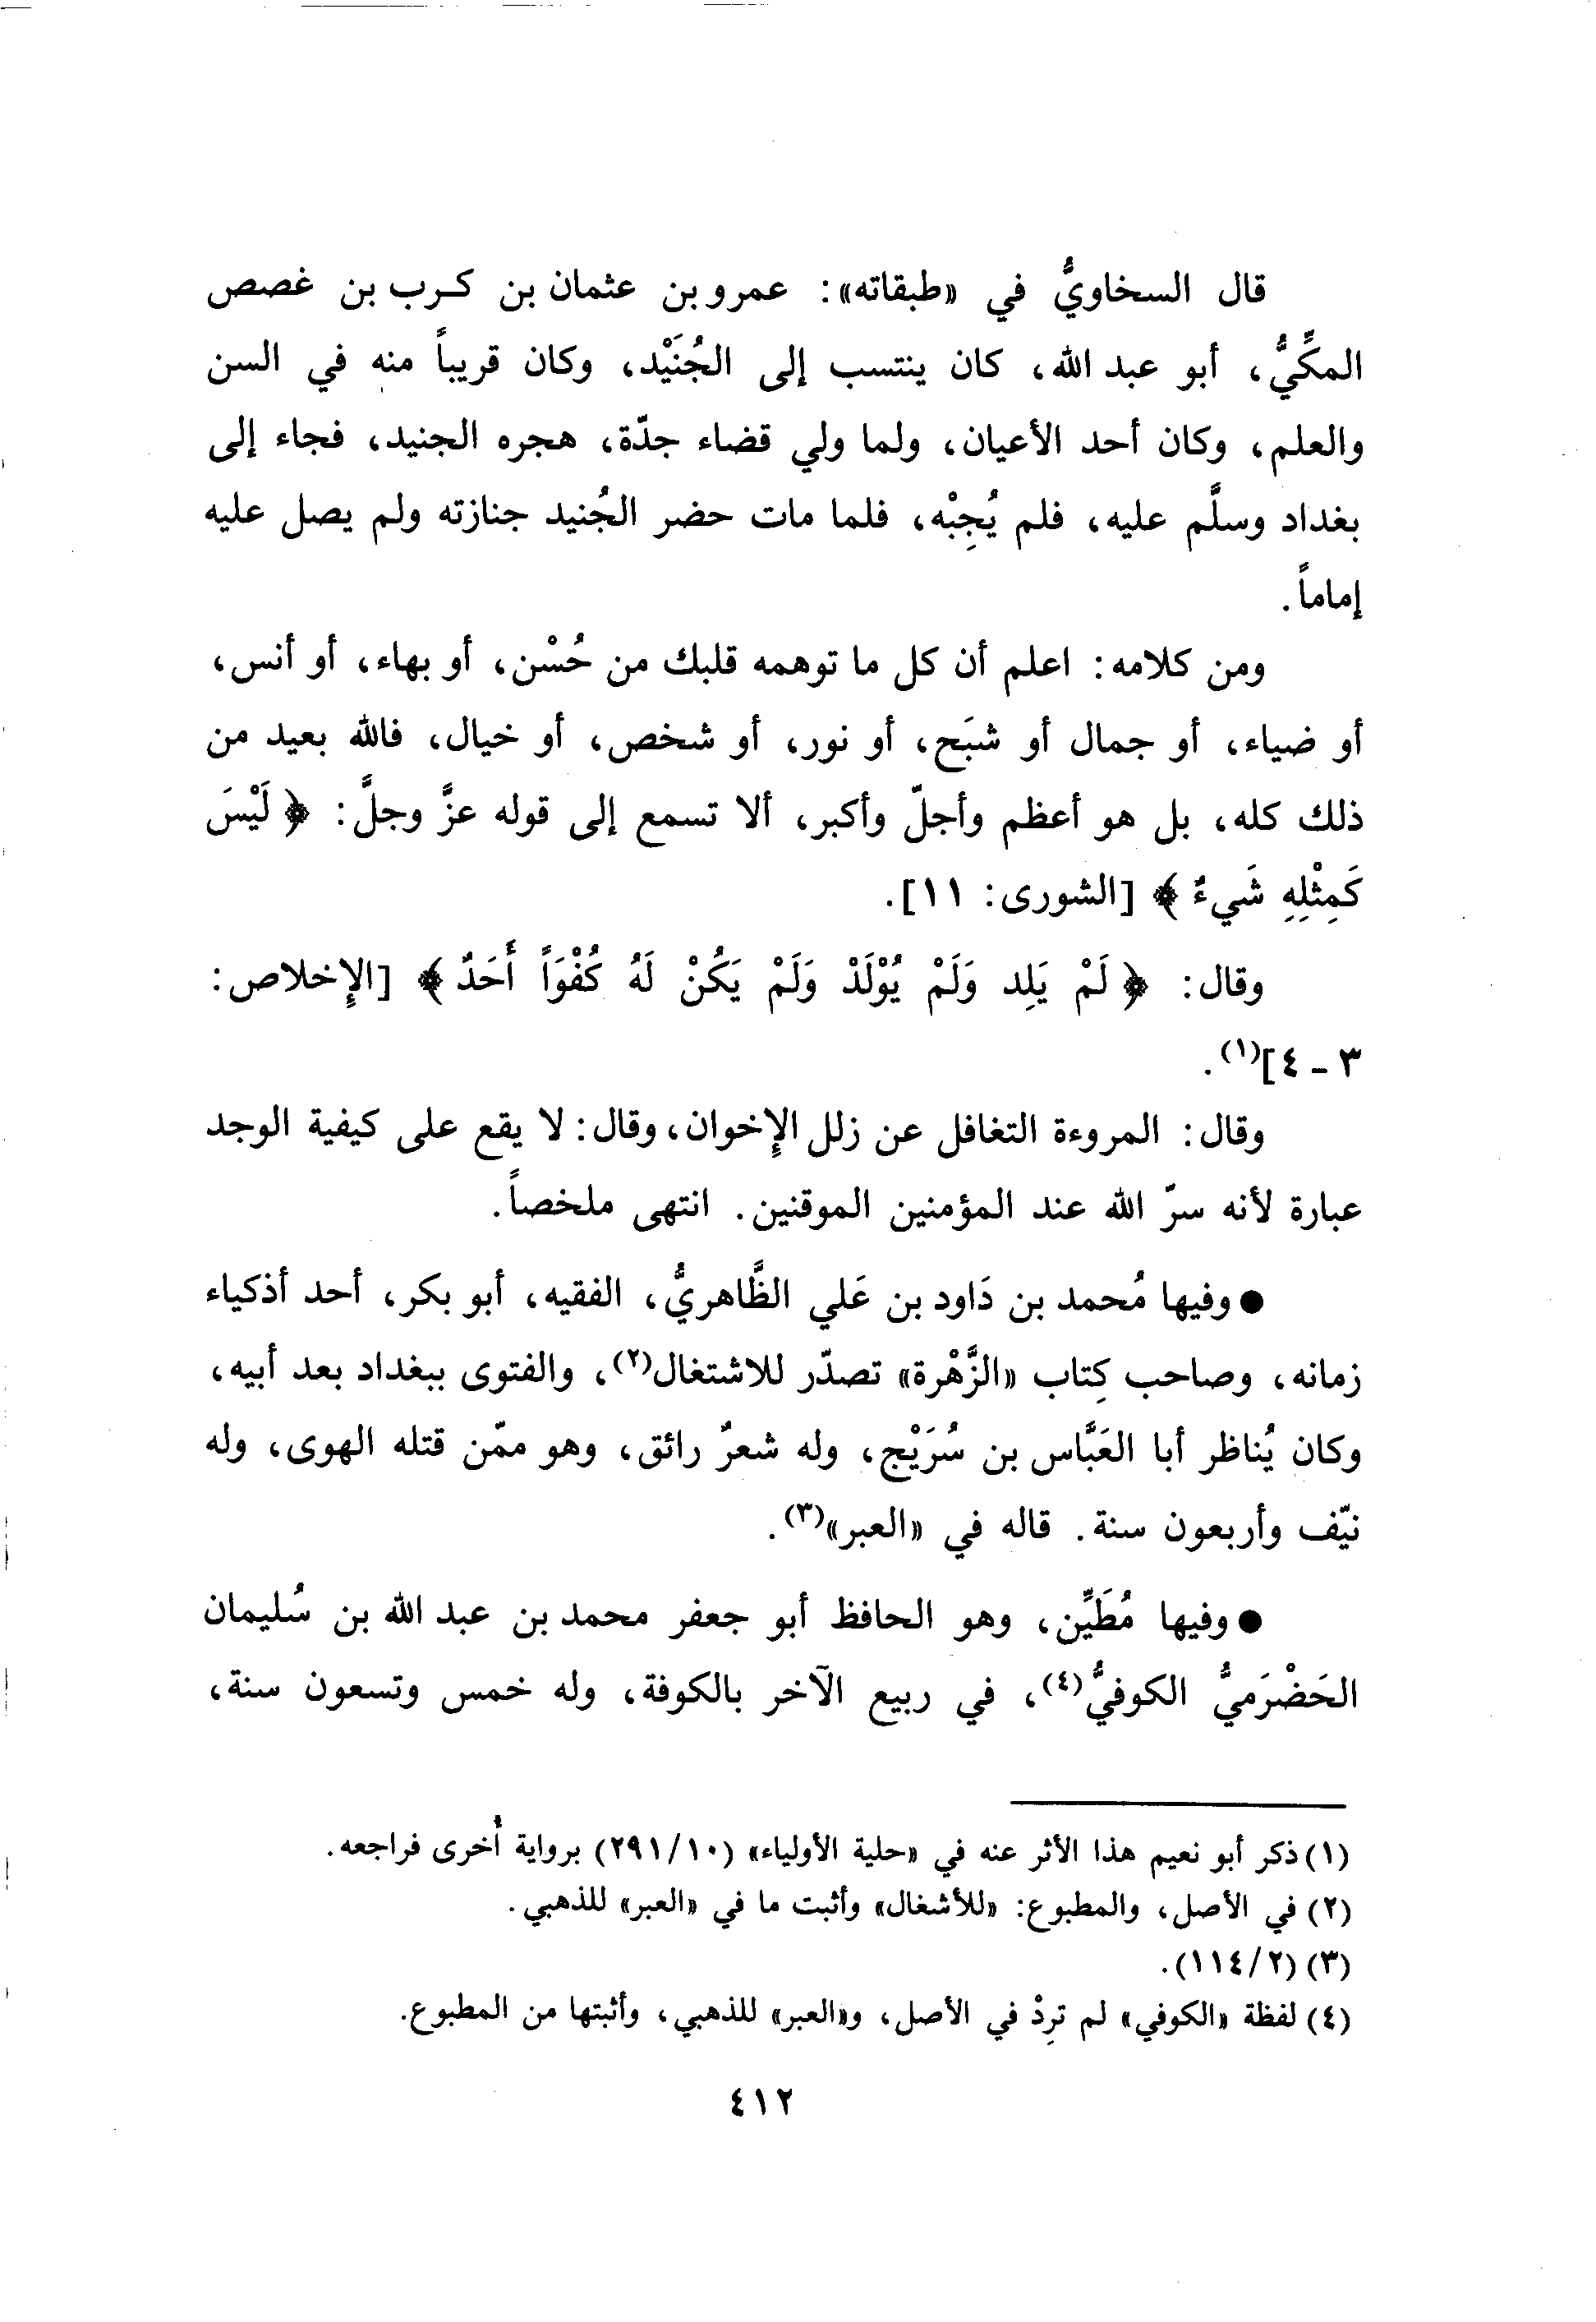 قال السخاويُّ في «طبقاته»: عمرو بن عثمان بن كرب بن غصص
المكِّيُّ، أبو عبد الله، كان ينتسب إلى الجُنَيْد، وكان قريباً منه في السن
والعلم، وكان أحد الأعيان، ولما ولي قضاء جدّة، هجره الجنيد، فجاء إلى
بغداد وسلَّم عليه، فلم يُجِبْه، فلما مات حضر الجُنيد جنازته ولم يصل عليه
إماماً.
ومن كلامه: اعلم أن كل ما توهمه قلبك من حُسْن، أو بهاء، أو أنس،
أو ضياء، أو جمال أو شبَح، أو نور، أو شخص، أو خيال، فالله بعيد من
ذلك كله، بل هو أعظم وأجلّ وأكبر، ألا تسمع إلى قوله عزَّ وجلَّ: ﴿ لَيْسَ
كَمِثْلِهِ شَيءٌ ﴾ [الشورى: ١١].
وقال: ﴿ لَمْ يَلِد وَلَمْ يُوْلَدْ وَلَمْ يَكُنْ لَهُ كُفْوَاً أَحَدٌ ﴾ [الإخلاص:
٣ - ٤](١).
وقال: المروءة التغافل عن زلل الإخوان، وقال: لا يقع على كيفية الوجد
عبارة لأنه سرّ الله عند المؤمنين الموقنين. انتهى ملخصاً.
● وفيها مُحمد بن دَاود بن عَلي الظَّاهريُّ، الفقيه، أبو بكر، أحد أذكياء
زمانه، وصاحب كِتاب «الزَّهْرة» تصدّر للاشتغال(٢)، والفتوى ببغداد بعد أبيه،
وكان يُناظر أبا العَبَّاس بن سُرَيْج، وله شعرٌ رائق، وهو ممّن قتله الهوى، وله
نيّف وأربعون سنة. قاله في «العبر»(٣).
● وفيها مُطَيِّن، وهو الحافظ أبو جعفر محمد بن عبد الله بن سُليمان
الحَضْرَميُّ الكوفيُّ(٤)، في ربيع الآخر بالكوفة، وله خمس وتسعون سنة،
(١) ذكر أبو نعيم هذا الأثر عنه في «حلية الأولياء» (١٠/٢٩١) برواية أُخرى فراجعه.
(٢) في الأصل، والمطبوع: «للأشغال» وأثبت ما في «العبر» للذهبي.
(٣) (٢/١١٤).
(٤) لفظة «الكوفي» لم ترِدْ في الأصل، و«العبر» للذهبي، وأثبتها من المطبوع.
٤١٢